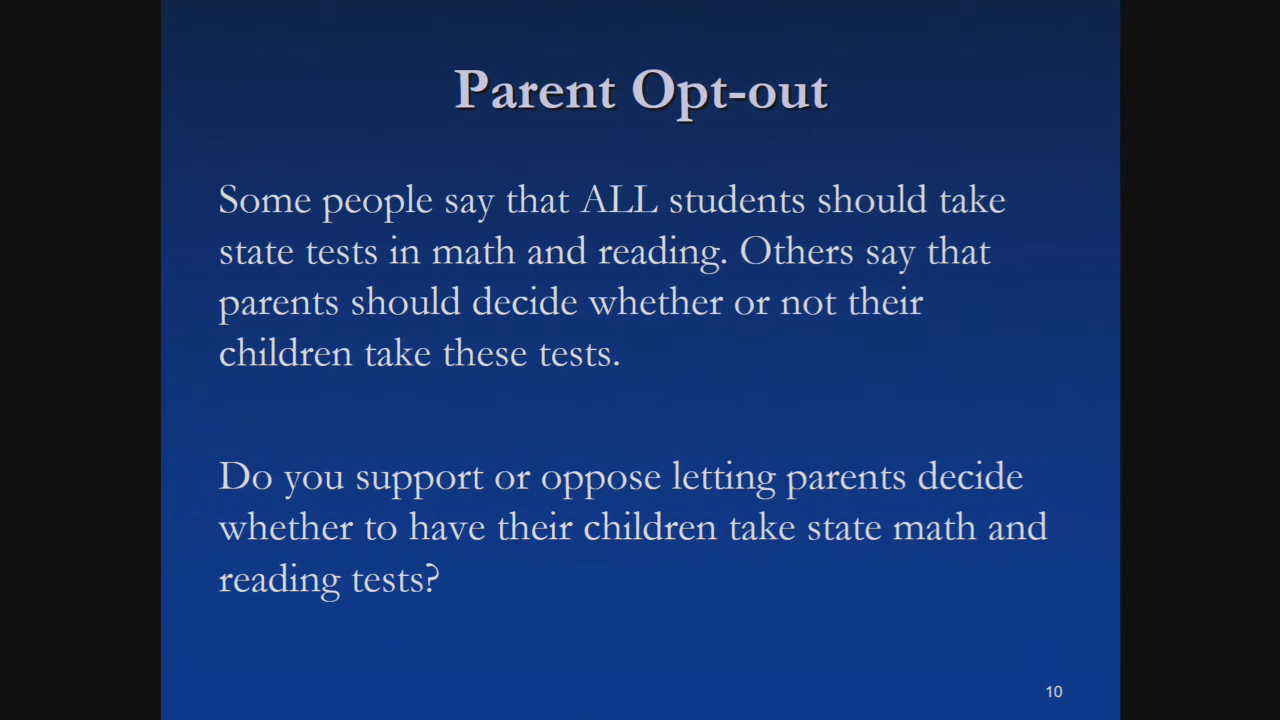 Parent Opt-out
Some people say that ALL students should take
state tests in math and reading. Others say that
parents should decide whether or not their
children take these tests.
Do you support or oppose letting parents decide
whether to have their children take state math and
reading tests?
10